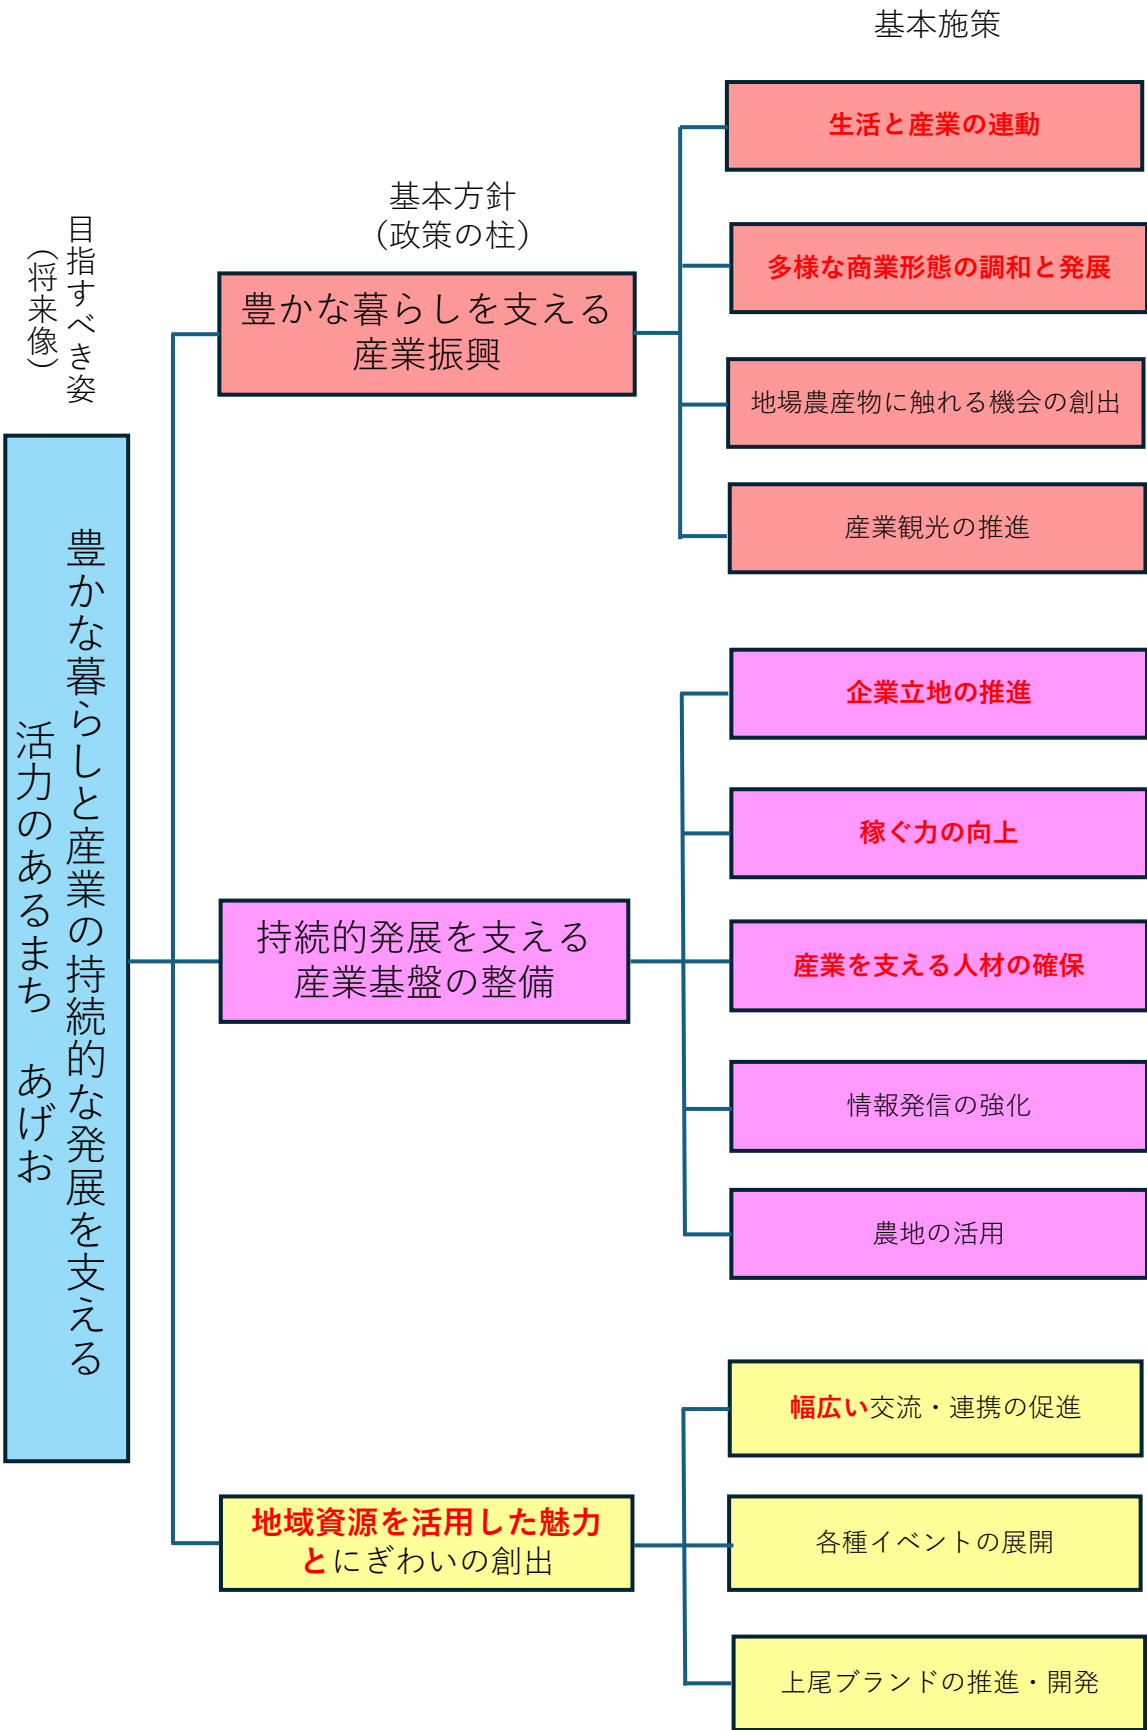 目指すべき姿
（将来像）
豊かな暮らしと産業の持続的な発展を支える
活力のあるまち　あげお
基本方針
（政策の柱）
基本施策
豊かな暮らしを支える
産業振興
生活と産業の連動
多様な商業形態の調和と発展
地場農産物に触れる機会の創出
産業観光の推進
持続的発展を支える
産業基盤の整備
企業立地の推進
稼ぐ力の向上
産業を支える人材の確保
情報発信の強化
農地の活用
地域資源を活用した魅力
とにぎわいの創出
幅広い交流・連携の促進
各種イベントの展開
上尾ブランドの推進・開発